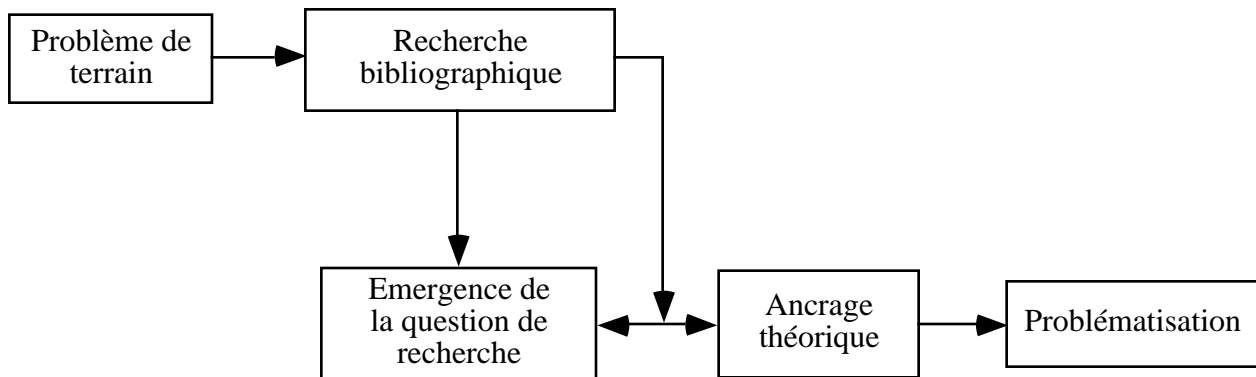 Problème de
terrain
Recherche
bibliographique
Emergence de
la question de
recherche
Ancrage
théorique
Problématisation